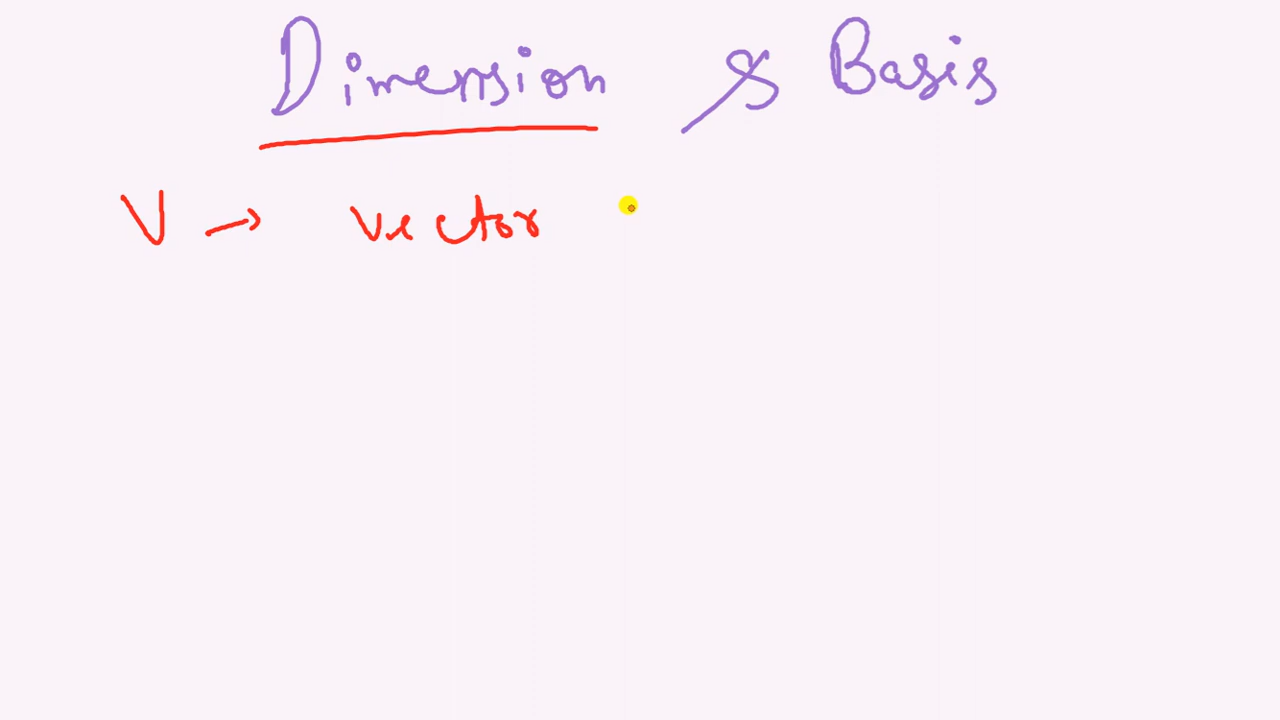 Dimension & Basis
V → vector